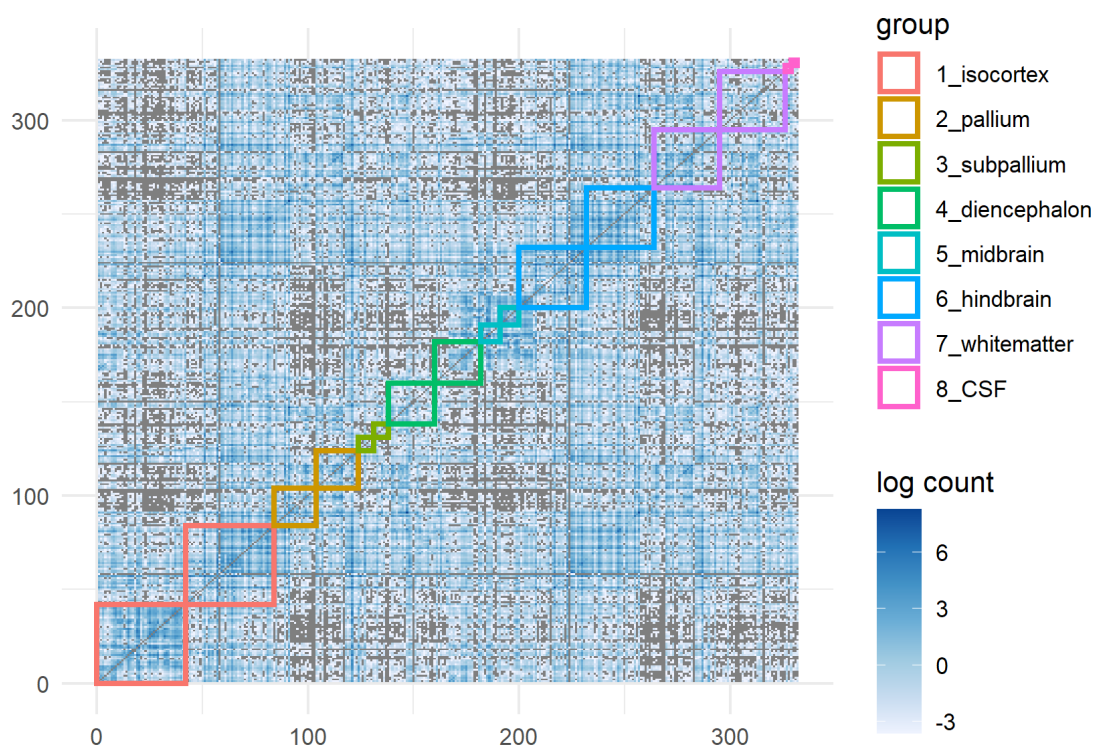 group
1_isocortex
2_pallium
3_subpallium
4_diencephalon
5_midbrain
6_hindbrain
7_whitematter
8_CSF
log count
6
3
0
-3
300
200
100
0
0 100 200 300